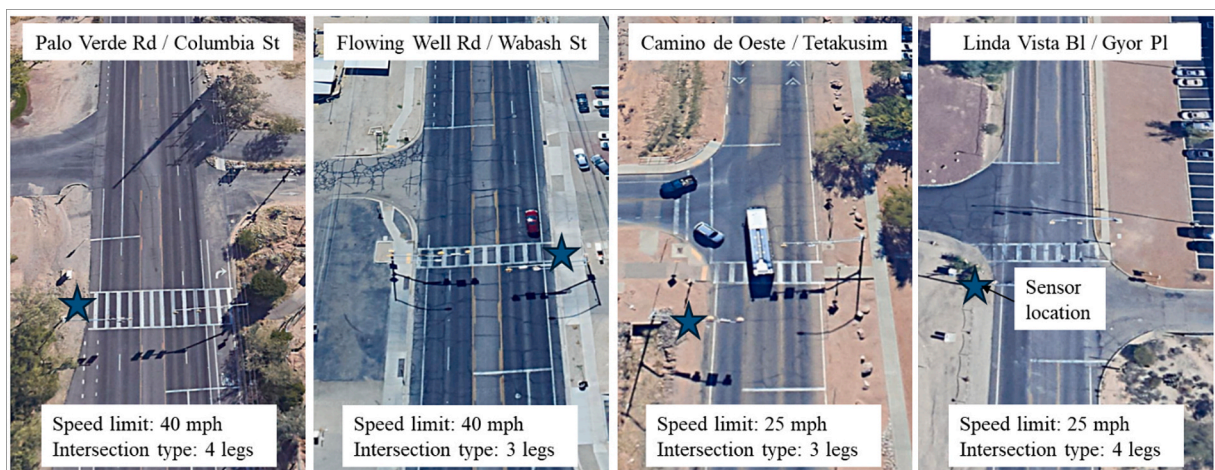 Palo Verde Rd / Columbia St
Flowing Well Rd / Wabash St
Camino de Oeste / Tetakusim
Linda Vista Bl / Gyor Pl
Sensor
location
Speed limit: 40 mph
Intersection type: 4 legs
Speed limit: 40 mph
Intersection type: 3 legs
Speed limit: 25 mph
Intersection type: 3 legs
Speed limit: 25 mph
Intersection type: 4 legs